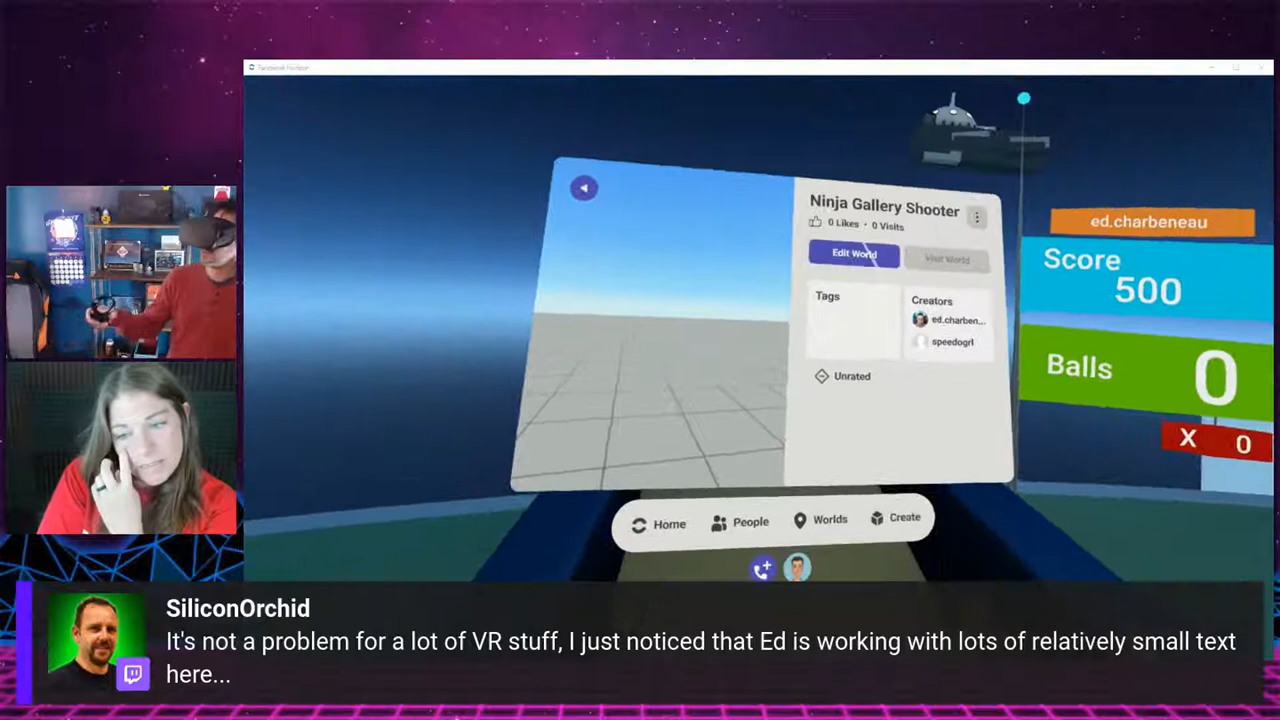 Ninja Gallery Shooter
0 Likes • 0 Visits
Edit World
Visit World
Tags
Creators
ed.charben...
speedogrl
Unrated
ed.charbeneau
Score
500
Balls 0
X 0
Home People Worlds Create
SiliconOrchid
It's not a problem for a lot of VR stuff, I just noticed that Ed is working with lots of relatively small text
here...